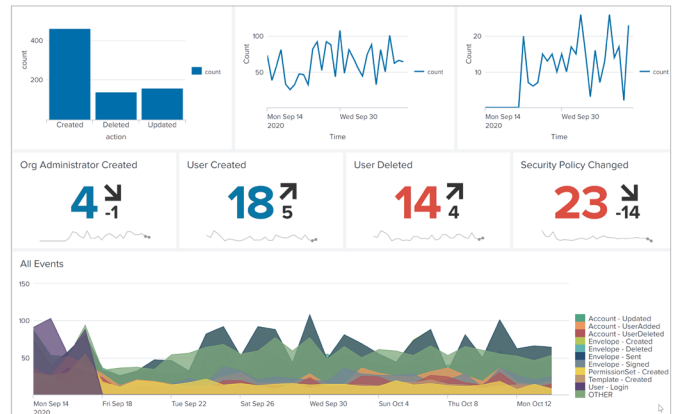 400
200
count
Created
Deleted
Updated
action
count
100
50
count
Mon Sep 14
2020
Wed Sep 30
Time
count
20
10
count
Mon Sep 14
2020
Wed Sep 30
Time
count
Org Administrator Created
4
-1
User Created
18
5
User Deleted
14
4
Security Policy Changed
23
-14
All Events
150
100
50
Mon Sep 14
2020
Fri Sep 18
Tue Sep 22
Sat Sep 26
Wed Sep 30
Sun Oct 4
Thu Oct 8
Mon Oct 12
Account - Updated
Account - UserAdded
Account - UserDeleted
Envelope - Created
Envelope - Deleted
Envelope - Sent
Envelope - Signed
PermissionSet - Created
Template - Created
User - Login
OTHER